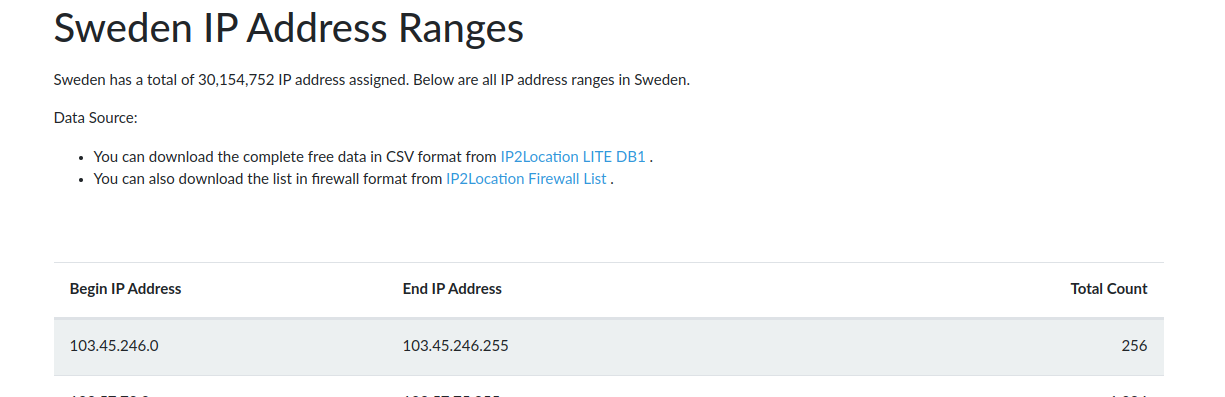 Sweden IP Address Ranges
Sweden has a total of 30,154,752 IP address assigned. Below are all IP address ranges in Sweden.
Data Source:
• You can download the complete free data in CSV format from IP2Location LITE DB1 .
• You can also download the list in firewall format from IP2Location Firewall List .
Begin IP Address End IP Address Total Count
103.45.246.0 103.45.246.255 256